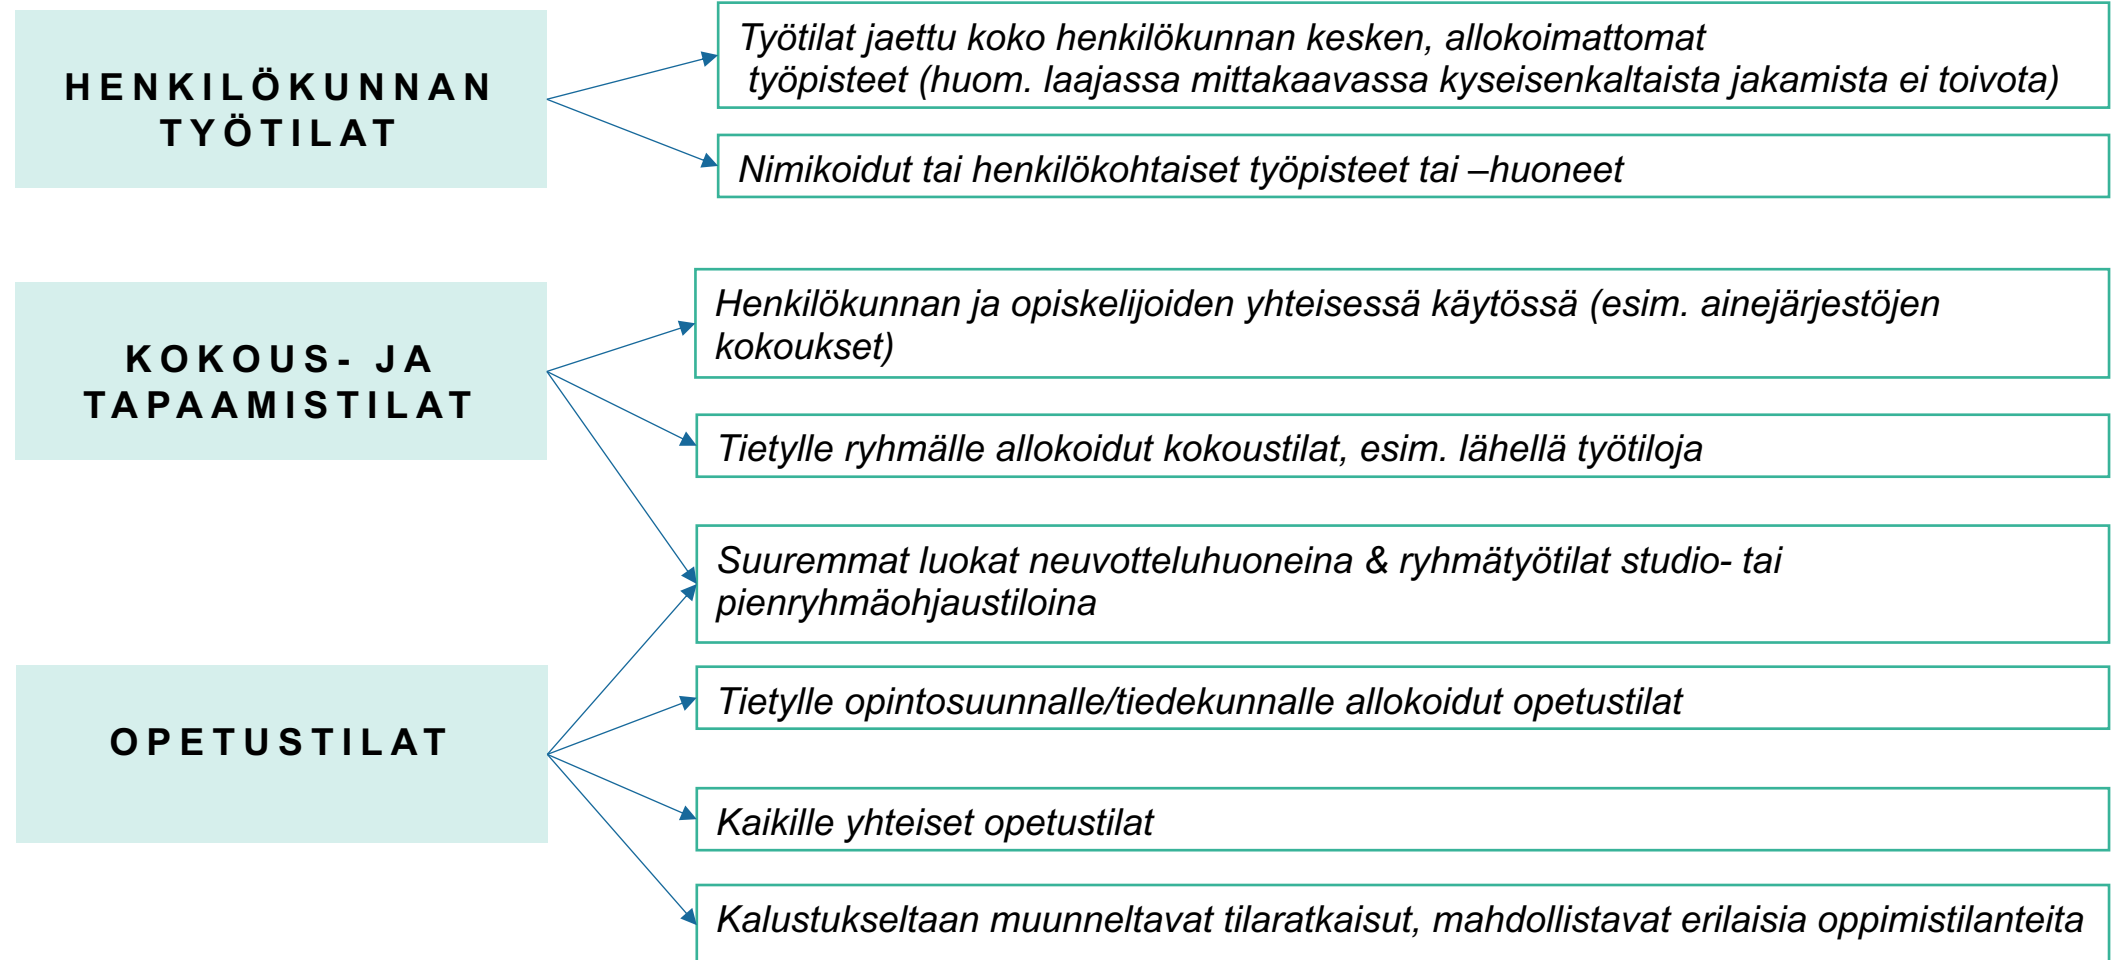 HENKILÖKUNNAN
TYÖTILAT
Työtilat jaettu koko henkilökunnan kesken, allokoimattomat
työpisteet (huom. laajassa mittakaavassa kyseisenkaltaista jakamista ei toivota)
Nimikoidut tai henkilökohtaiset työpisteet tai –huoneet
KOKOUS- JA
TAPAAMISTILAT
Henkilökunnan ja opiskelijoiden yhteisessä käytössä (esim. ainejärjestöjen
kokoukset)
Tietylle ryhmälle allokoidut kokoustilat, esim. lähellä työtiloja
Suuremmat luokat neuvotteluhuoneina & ryhmätyötilat studio- tai
pienryhmäohjaustiloina
OPETUSTILAT
Tietylle opintosuunnalle/tiedekunnalle allokoidut opetustilat
Kaikille yhteiset opetustilat
Kalustukseltaan muunneltavat tilaratkaisut, mahdollistavat erilaisia oppimistilanteita